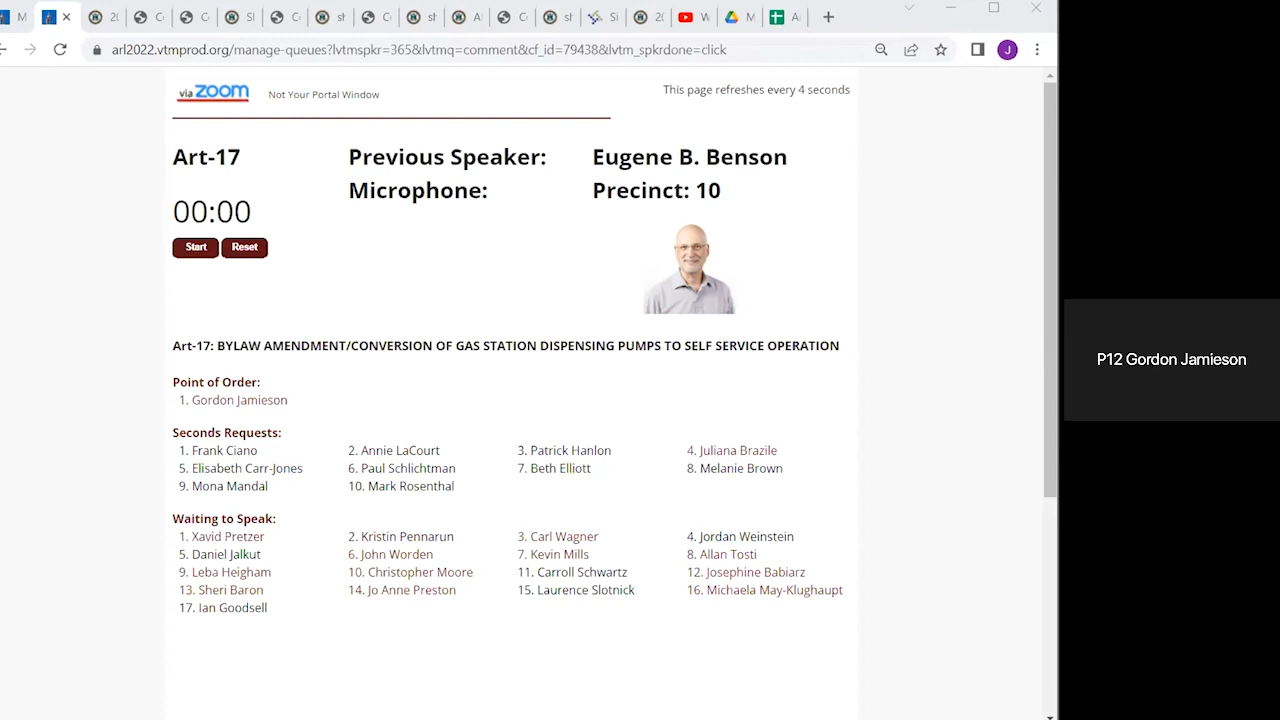 M
2
C
C
Sl
C
sh
C
sh
A
C
sh
Si
20
W
M
A
arl2022.vtmprod.org/manage-queues?lvtmspkr=365&lvtmq=comment&cf_id=79438&lvtm_spkrdone=click
J
via zoom Not Your Portal Window This page refreshes every 4 seconds
Art-17 Previous Speaker: Eugene B. Benson
Microphone: Precinct: 10
00:00
Start Reset
Art-17: BYLAW AMENDMENT/CONVERSION OF GAS STATION DISPENSING PUMPS TO SELF SERVICE OPERATION
Point of Order:
1. Gordon Jamieson
Seconds Requests:
1. Frank Ciano 2. Annie LaCourt 3. Patrick Hanlon 4. Juliana Brazile
5. Elisabeth Carr-Jones 6. Paul Schlichtman 7. Beth Elliott 8. Melanie Brown
9. Mona Mandal 10. Mark Rosenthal
Waiting to Speak:
1. Xavid Pretzer 2. Kristin Pennarun 3. Carl Wagner 4. Jordan Weinstein
5. Daniel Jalkut 6. John Worden 7. Kevin Mills 8. Allan Tosti
9. Leba Heigham 10. Christopher Moore 11. Carroll Schwartz 12. Josephine Babiarz
13. Sheri Baron 14. Jo Anne Preston 15. Laurence Slotnick 16. Michaela May-Klughaupt
17. Ian Goodsell
P12 Gordon Jamieson